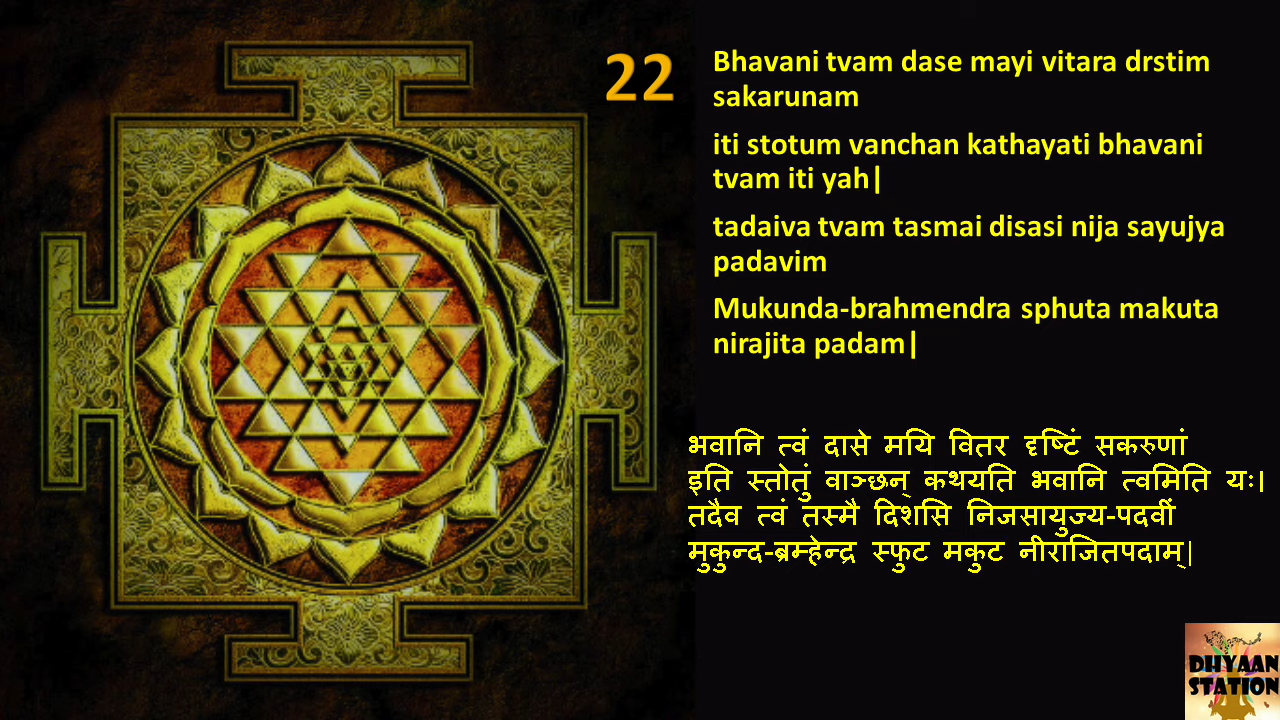 22
Bhavani tvam dase mayi vitara drstim
sakarunam
iti stotum vanchan kathayati bhavani
tvam iti yah|
tadaiva tvam tasmai disasi nija sayujya
padavim
Mukunda-brahmendra sphuta makuta
nirajita padam|
भवानि त्वं दासे मयि वितर दृष्टिं सकरुणां
इति स्तोतुं वाञ्छन् कथयति भवानि त्वमिति यः।
तदैव त्वं तस्मै दिशसि निजसायुज्य-पदवीं
मुकुन्द-ब्रम्हेन्द्र स्फुट मकुट नीराजितपदाम्|
DHYAAN
STATION